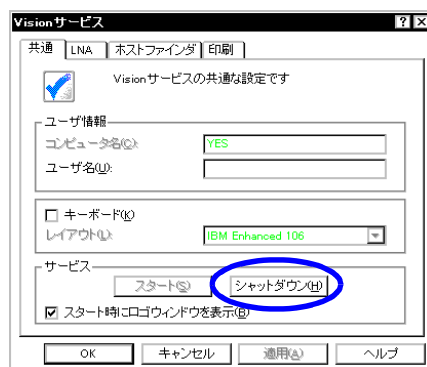 Visionサービス
共通 LNA ホストファインダ 印刷
Visionサービスの共通な設定です
ユーザ情報
コンピュータ名(C): YES
ユーザ名(U):
キーボード(K)
レイアウト(L): IBM Enhanced 106
サービス
スタート(S) シャットダウン(H)
スタート時にロゴウィンドウを表示(B)
OK キャンセル 適用(A) ヘルプ